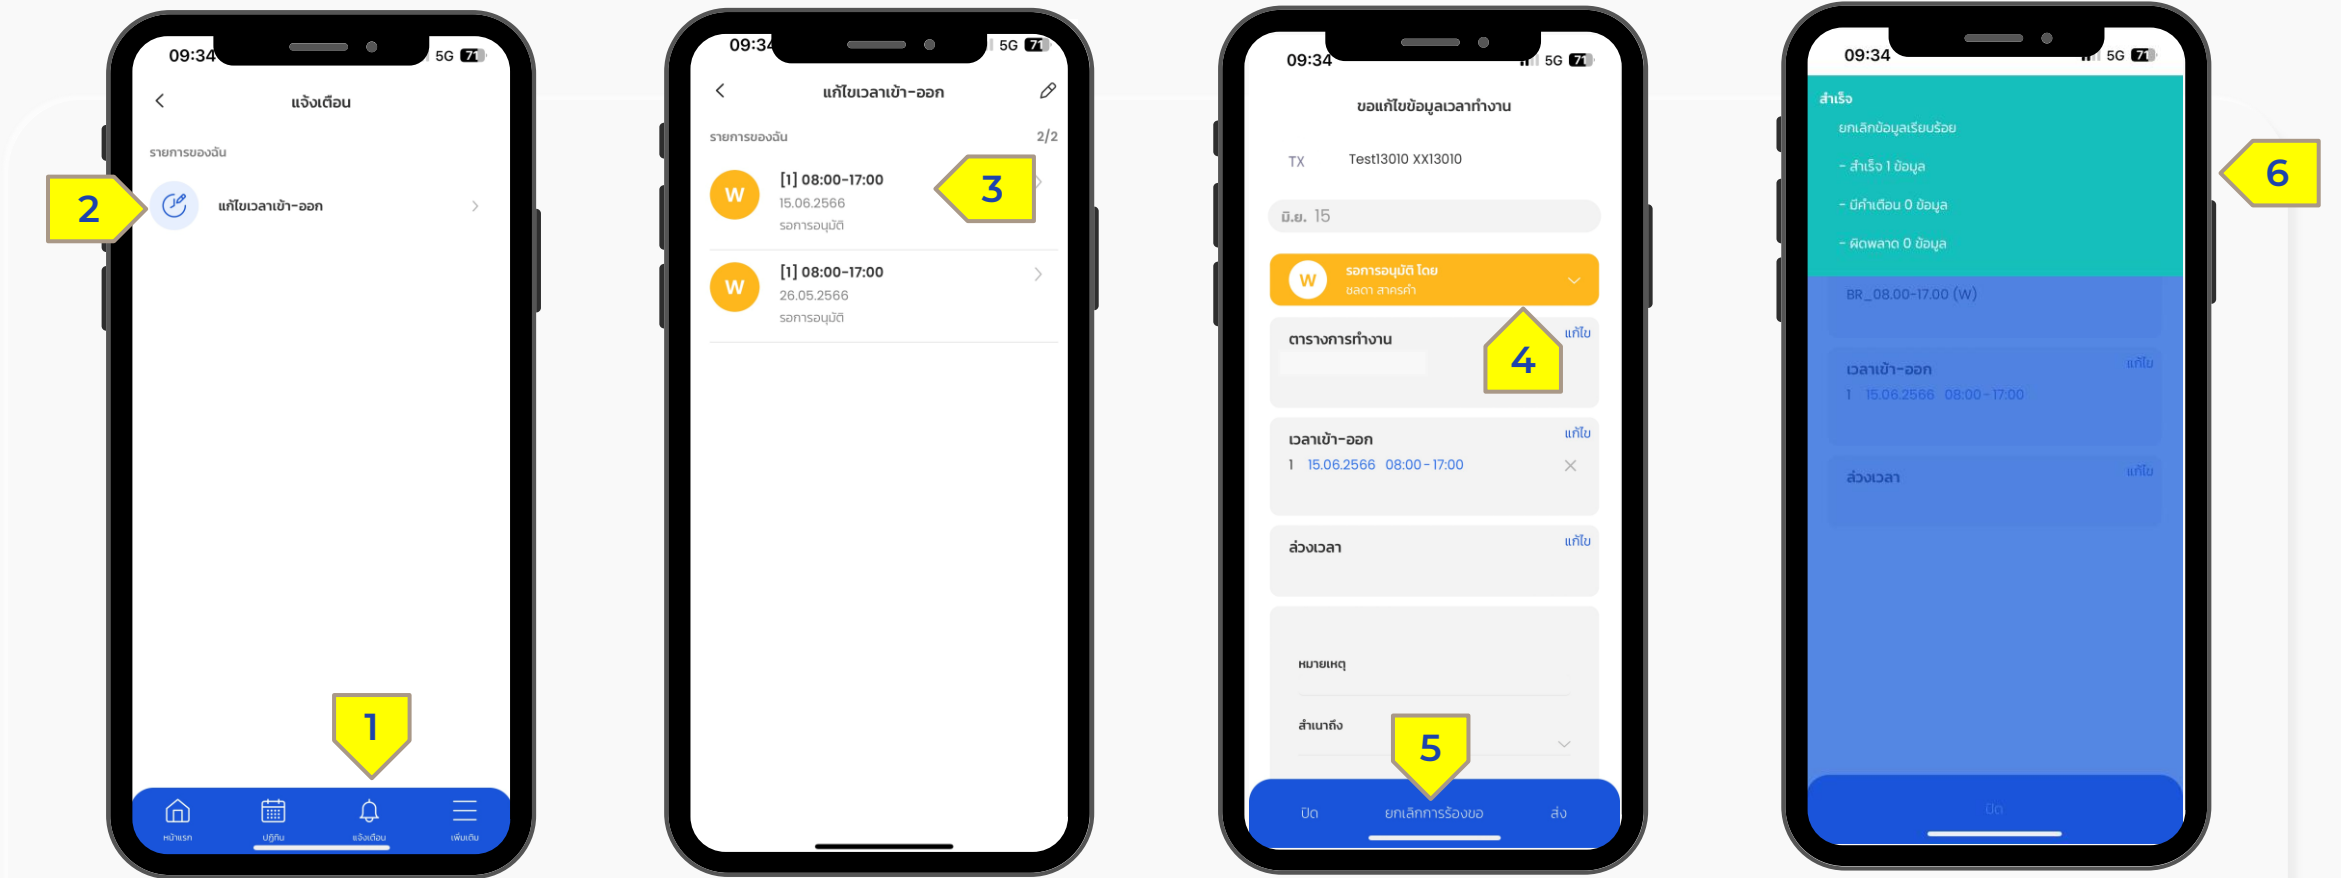 09:34
5G 71
แจ้งเตือน
รายการของฉัน
2
แก้ไขเวลาเข้า-ออก
1
หน้าแรก
ปฏิทิน
แจ้งเตือน
เพิ่มเติม
09:34
5G 71
แก้ไขเวลาเข้า-ออก
รายการของฉัน 2/2
W
[1] 08:00-17:00
15.06.2566
รอการอนุมัติ
3
W
[1] 08:00-17:00
26.05.2566
รอการอนุมัติ
09:34
5G 71
ขอแก้ไขข้อมูลเวลาทำงาน
TX Test13010 XX13010
มิ.ย. 15
W
รอการอนุมัติ โดย
ชลดา สาครคำ
4
ตารางการทำงาน แก้ไข
เวลาเข้า-ออก แก้ไข
1 15.06.2566 08:00-17:00
ล่วงเวลา แก้ไข
หมายเหตุ
สำเนาถึง
5
ปิด ยกเลิกการร้องขอ ส่ง
09:34
5G 71
สำเร็จ
ยกเลิกข้อมูลเรียบร้อย
- สำเร็จ 1 ข้อมูล
- มีคำเตือน 0 ข้อมูล
- ผิดพลาด 0 ข้อมูล
6
BR_08.00-17.00 (W)
เวลาเข้า-ออก แก้ไข
1 15.06.2566 08:00-17:00
ล่วงเวลา แก้ไข
ปิด